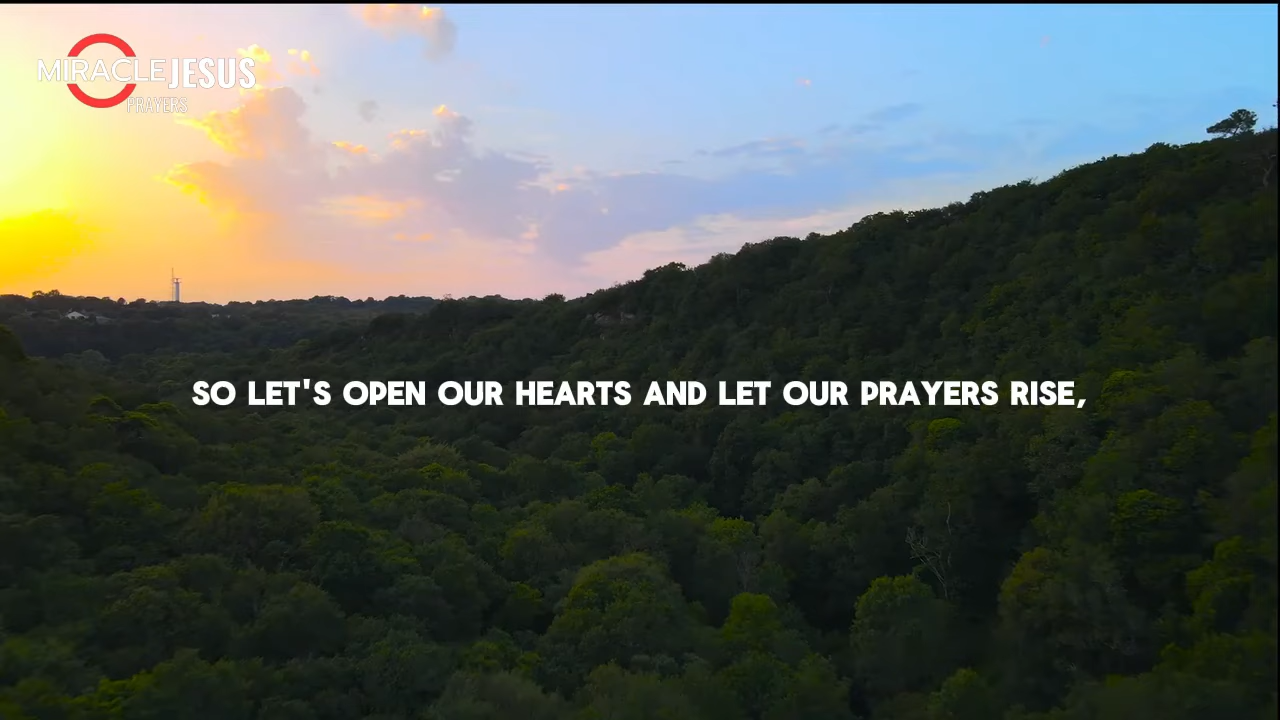 MIRACLE JESUS
PRAYERS
SO LET'S OPEN OUR HEARTS AND LET OUR PRAYERS RISE,